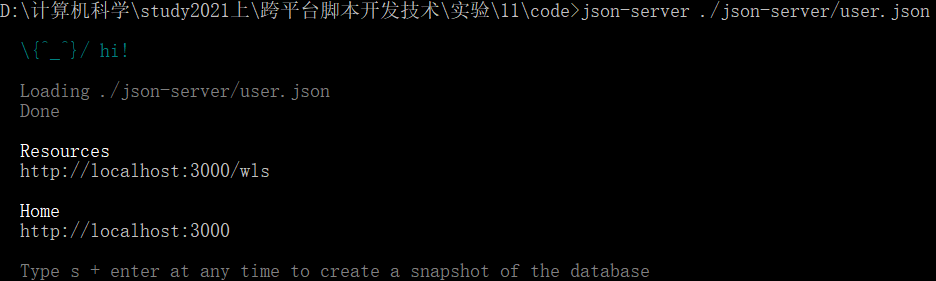 D:\计算机科学\study2021上\跨平台脚本开发技术\实验\11\code>json-server ./json-server/user.json
\{^_^}/ hi!
Loading ./json-server/user.json
Done
Resources
http://localhost:3000/wls
Home
http://localhost:3000
Type s + enter at any time to create a snapshot of the database